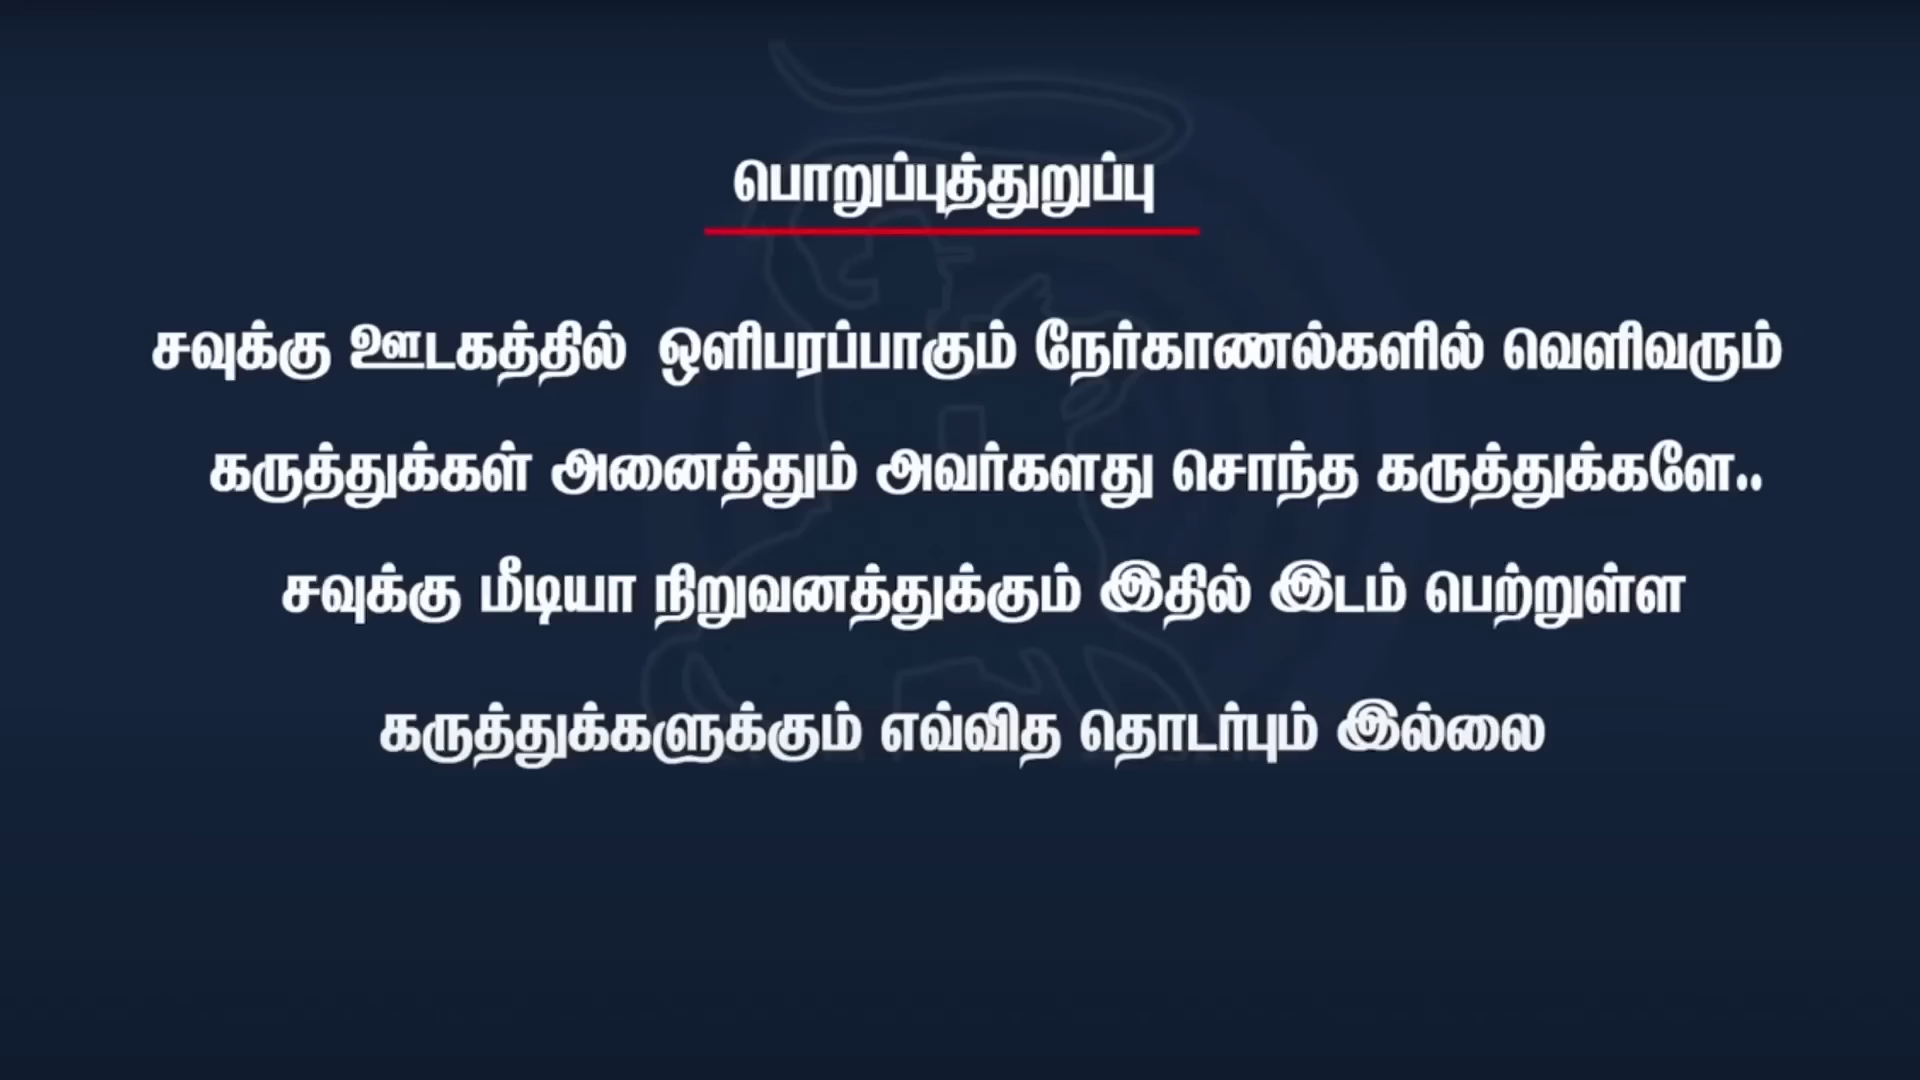 பொறுப்புத்துறுப்பு
சவுக்கு ஊடகத்தில் ஒளிபரப்பாகும் நேர்காணல்களில் வெளிவரும்
கருத்துக்கள் அனைத்தும் அவர்களது சொந்த கருத்துக்களே..
சவுக்கு மீடியா நிறுவனத்துக்கும் இதில் இடம் பெற்றுள்ள
கருத்துக்களுக்கும் எவ்வித தொடர்பும் இல்லை